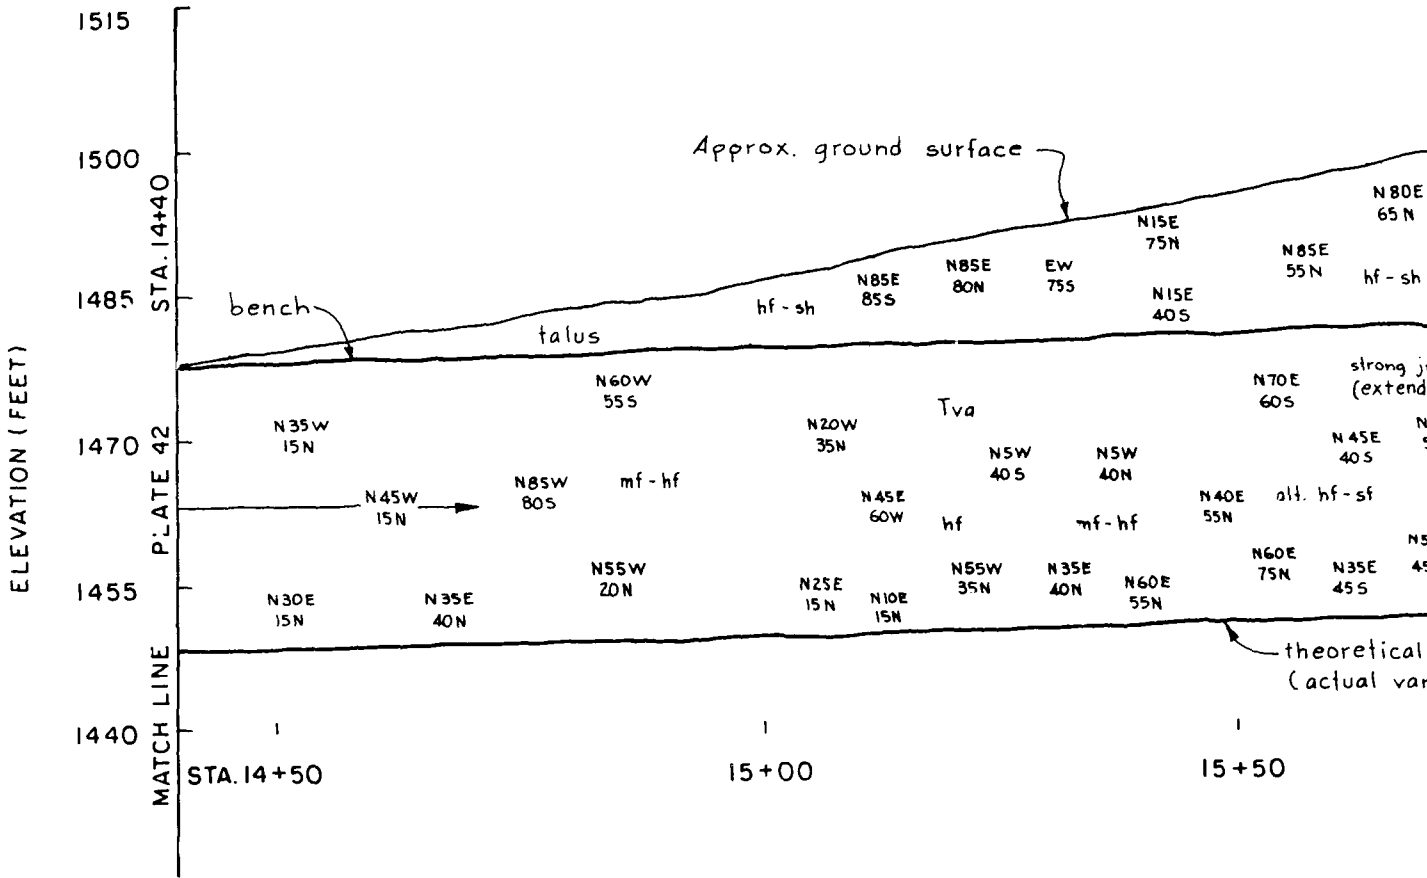 1515
1500
1485
1470
1455
1440
ELEVATION (FEET)
STA. 14+40
PLATE 42
MATCH LINE
Approx. ground surface
bench
talus
hf-sh
N85E
85S
N85E
80N
EW
75S
N15E
75N
N15E
40S
N85E
55N
N80E
65N
hf-sh
N60W
55S
N35W
15N
N20W
35N
Tva
N70E
60S
strong
(extend
N45W
15N
N85W
80S
mf-hf
N45E
60W
N5W
40S
N5W
40N
hf
mf-hf
N40E
55N
alt. hf-sf
N45E
40S
N55W
20N
N30E
15N
N35E
40N
N25E
15N
N10E
15N
N55W
35N
N35E
40N
N60E
55N
N60E
75N
N35E
45S
theoretical
(actual var
STA. 14+50
15+00
15+50